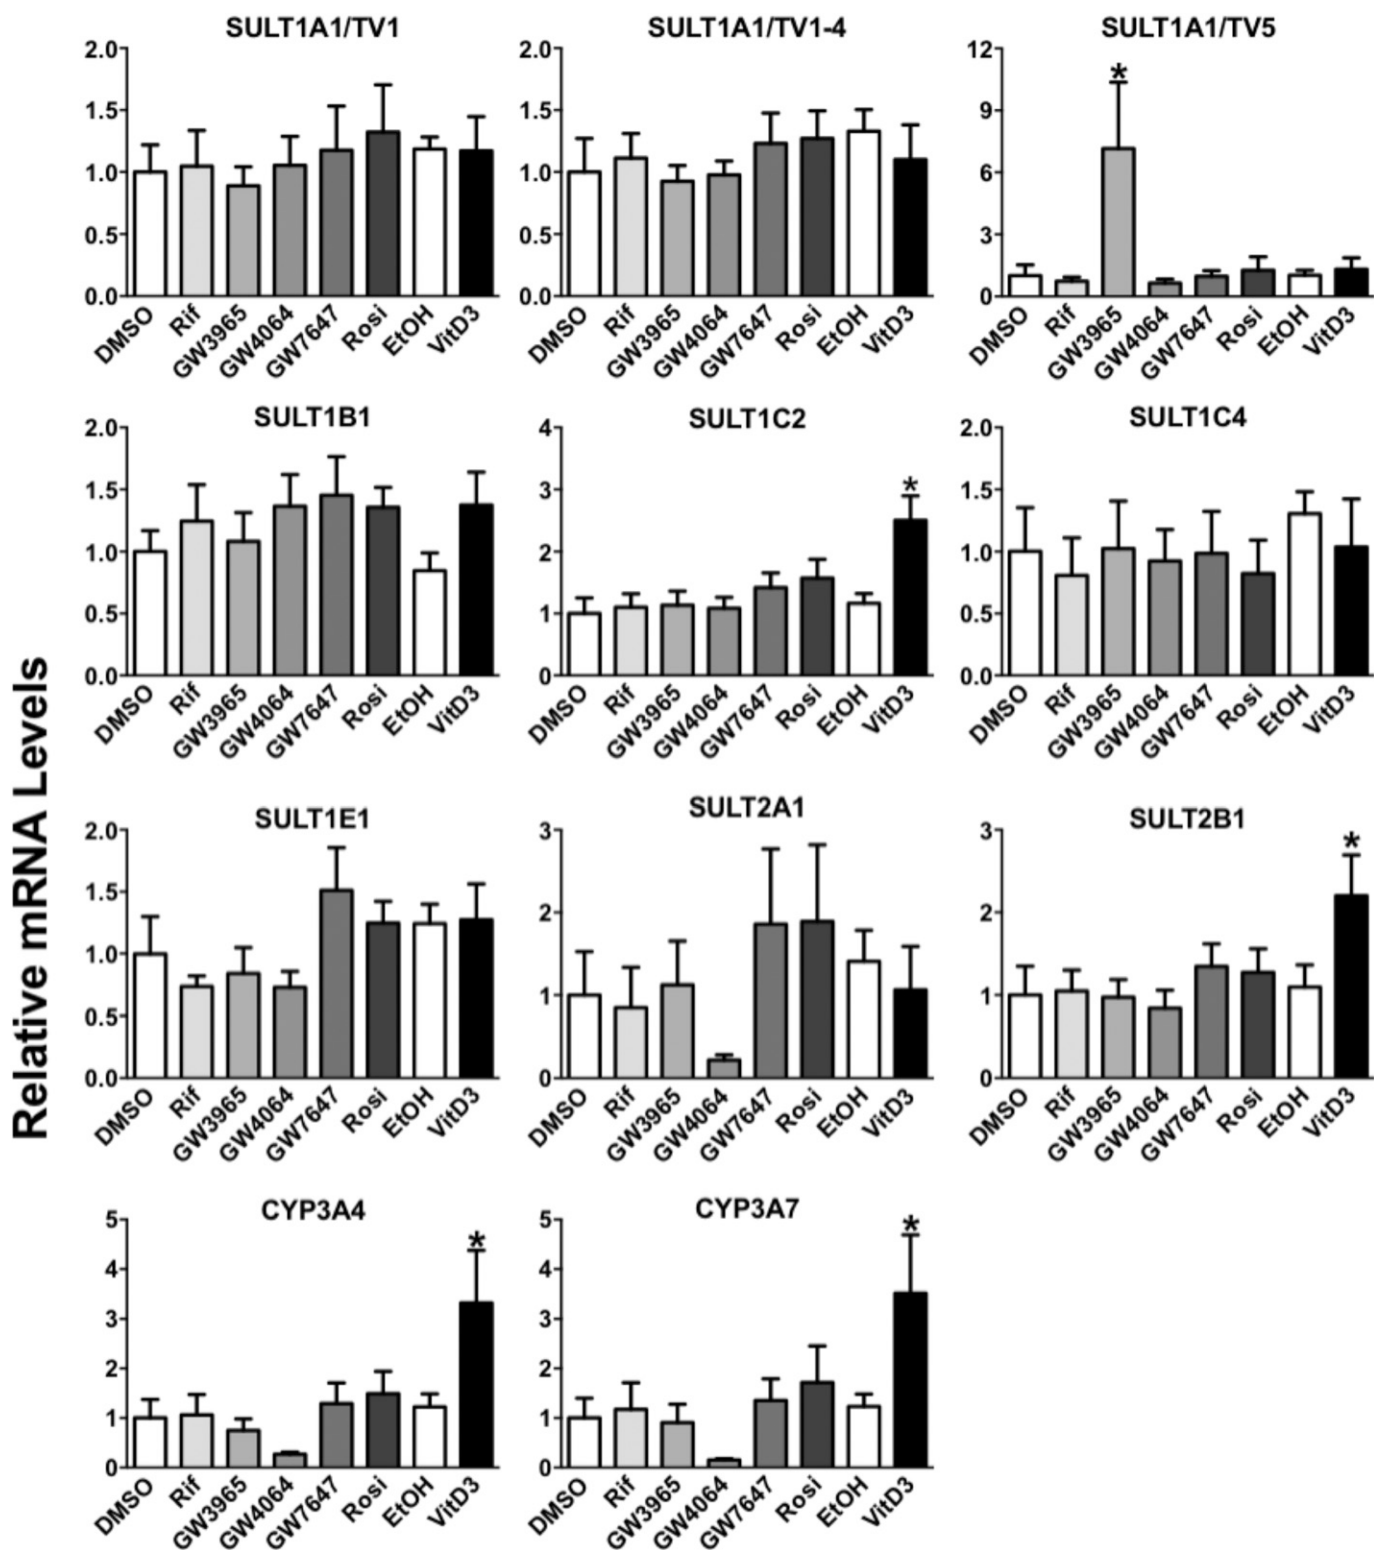 Relative mRNA Levels
SULT1A1/TV1
2.0
1.5
1.0
0.5
0.0
DMSO
Rif
GW3965
GW4064
GW7647
Rosi
EtOH
VitD3
SULT1A1/TV1-4
2.0
1.5
1.0
0.5
0.0
DMSO
Rif
GW3965
GW4064
GW7647
Rosi
EtOH
VitD3
SULT1A1/TV5
12
9
6
3
0
*
DMSO
Rif
GW3965
GW4064
GW7647
Rosi
EtOH
VitD3
SULT1B1
2.0
1.5
1.0
0.5
0.0
DMSO
Rif
GW3965
GW4064
GW7647
Rosi
EtOH
VitD3
SULT1C2
4
3
2
1
0
*
DMSO
Rif
GW3965
GW4064
GW7647
Rosi
EtOH
VitD3
SULT1C4
2.0
1.5
1.0
0.5
0.0
DMSO
Rif
GW3965
GW4064
GW7647
Rosi
EtOH
VitD3
SULT1E1
2.0
1.5
1.0
0.5
0.0
DMSO
Rif
GW3965
GW4064
GW7647
Rosi
EtOH
VitD3
SULT2A1
3
2
1
0
DMSO
Rif
GW3965
GW4064
GW7647
Rosi
EtOH
VitD3
SULT2B1
3
2
1
0
*
DMSO
Rif
GW3965
GW4064
GW7647
Rosi
EtOH
VitD3
CYP3A4
5
4
3
2
1
0
*
DMSO
Rif
GW3965
GW4064
GW7647
Rosi
EtOH
VitD3
CYP3A7
5
4
3
2
1
0
*
DMSO
Rif
GW3965
GW4064
GW7647
Rosi
EtOH
VitD3